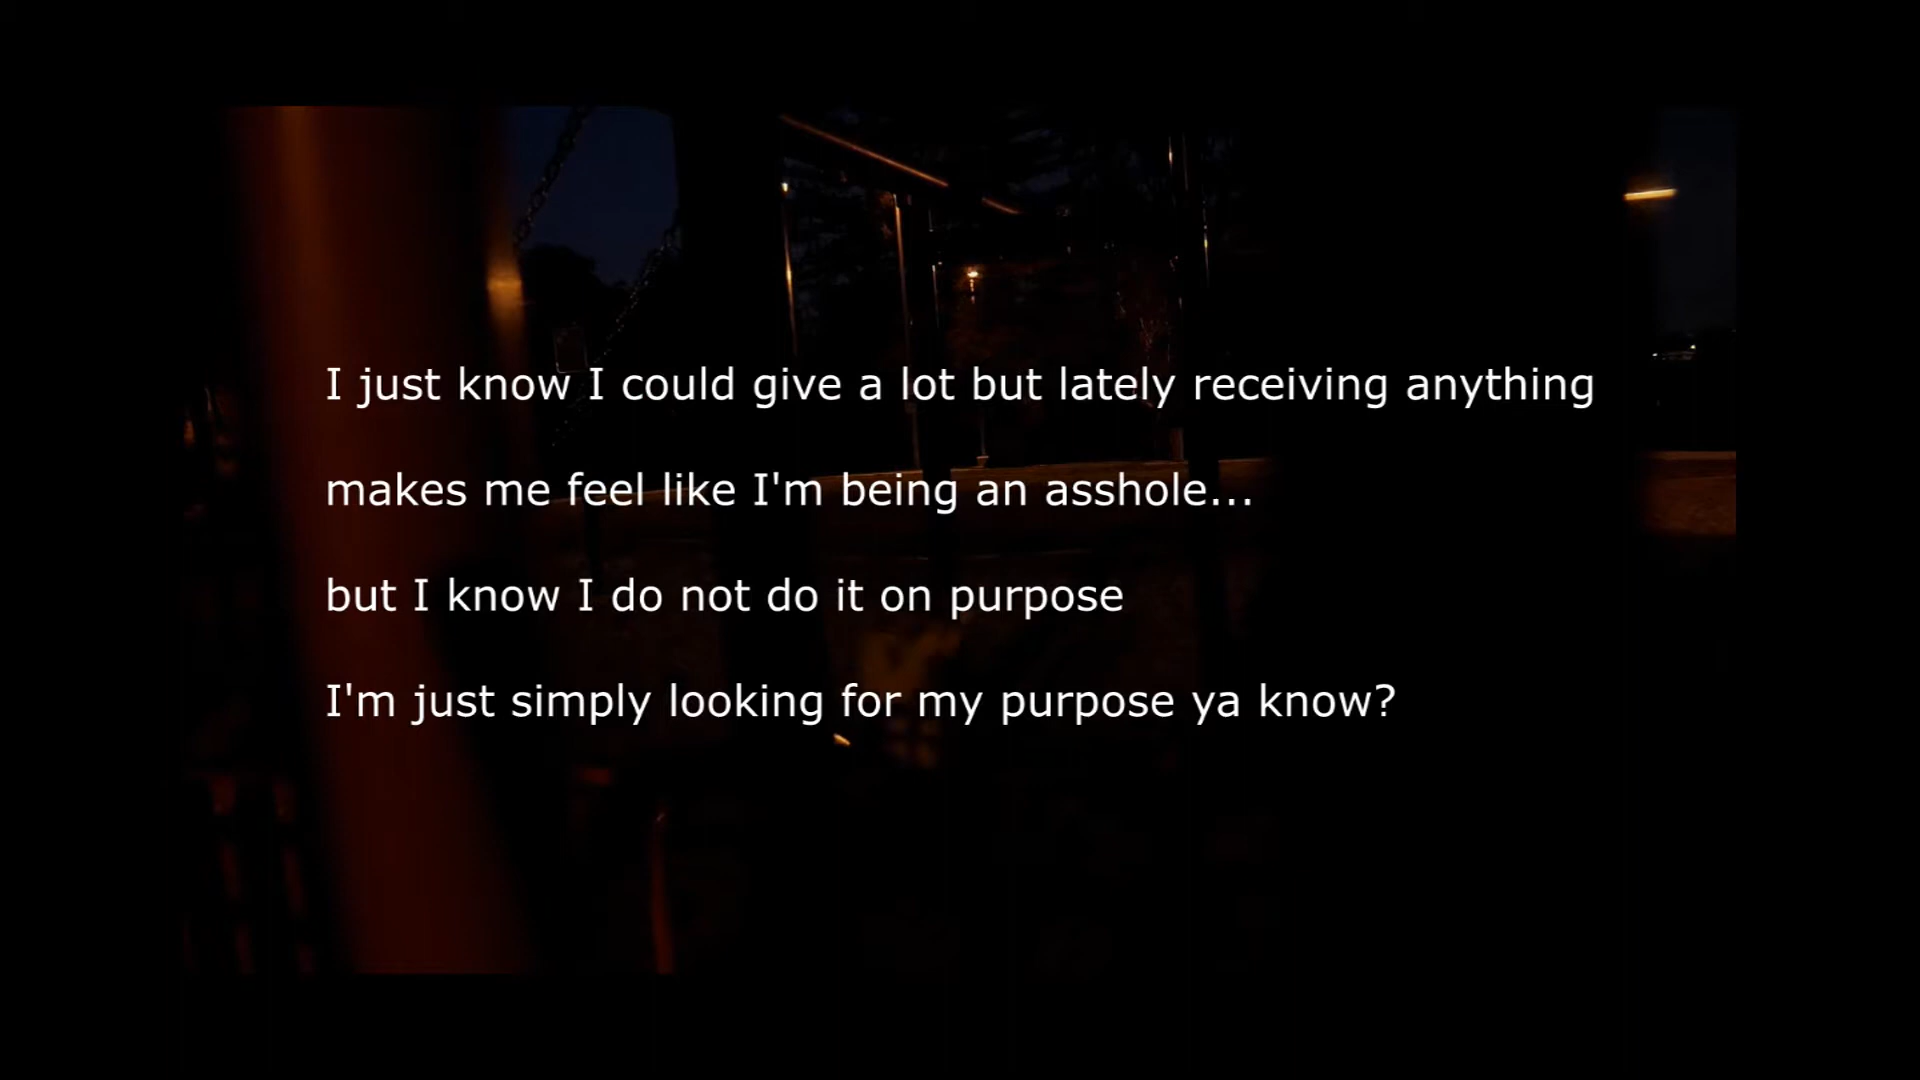 I just know I could give a lot but lately receiving anything
makes me feel like I'm being an asshole...
but I know I do not do it on purpose
I'm just simply looking for my purpose ya know?